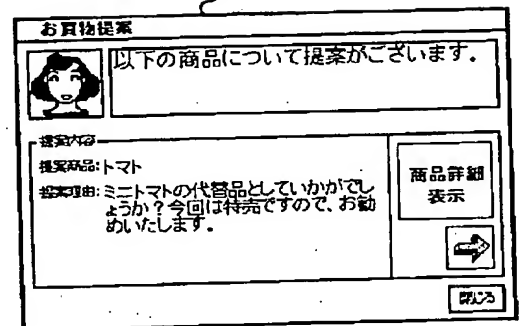 お買物提案
以下の商品について提案がございます.
提案内容
提案商品:トマト
提案理由:ミニトマトの代替品としていかがでし
ょうか？今回は特売ですので、お勧
めいたします.
商品詳細
表示
閉じる